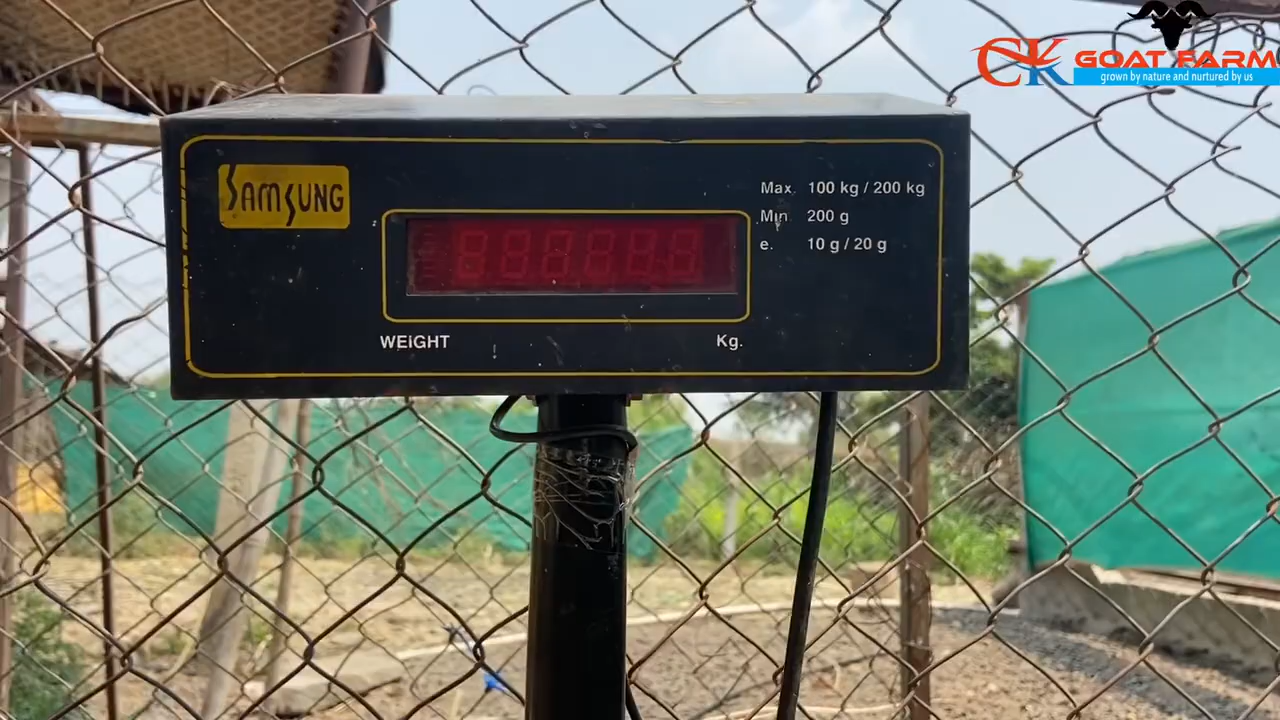 CK GOAT FARM
grown by nature and nurtured by us
SAMSUNG
Max. 100 kg / 200 kg
Min. 200 g
e. 10 g / 20 g
WEIGHT Kg.